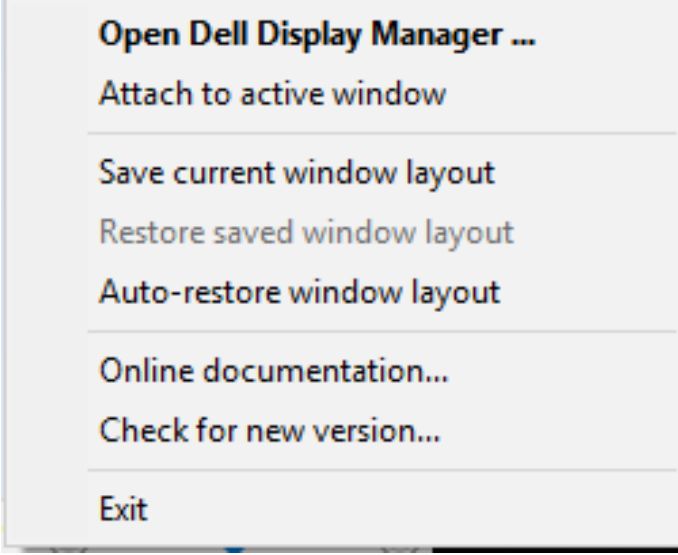 Open Dell Display Manager ...
Attach to active window
Save current window layout
Restore saved window layout
Auto-restore window layout
Online documentation...
Check for new version...
Exit